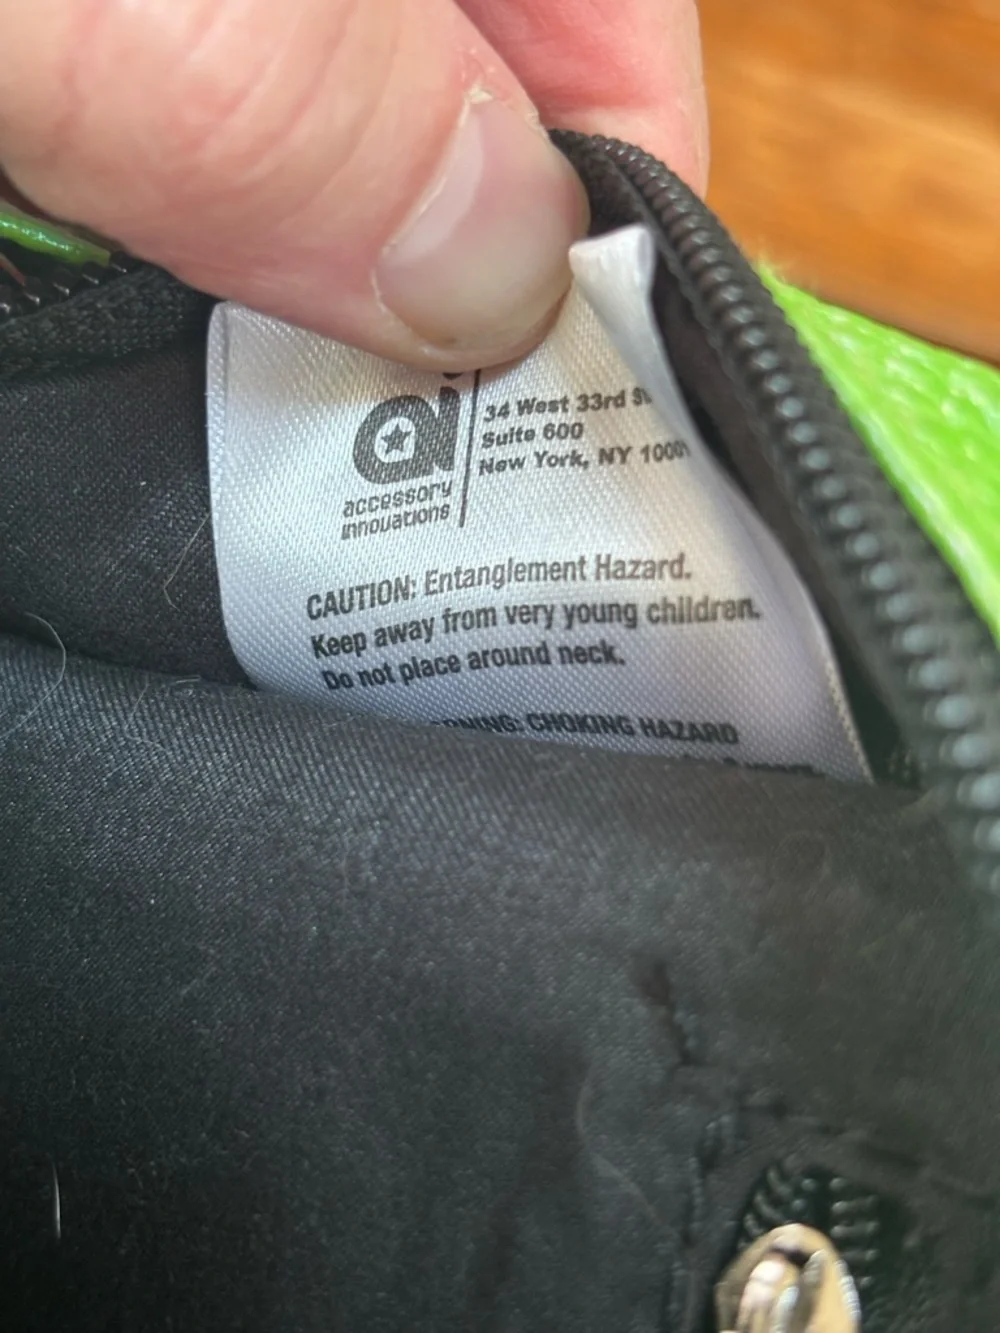 ai
accessory
innovations
34 West 33rd
Suite 600
New York, NY
CAUTION: Entanglement Hazard.
Keep away from very young children.
Do not place around neck.
CHOKING HAZARD